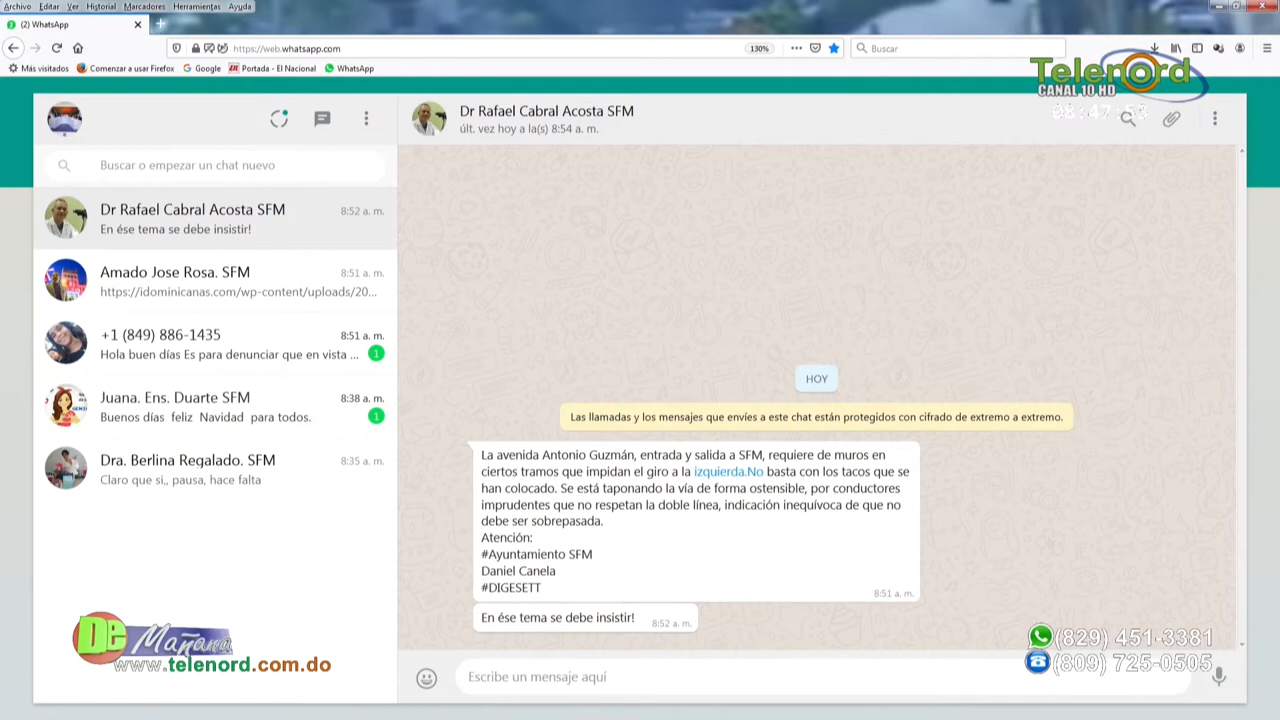 Archivo Editar Ver Historial Marcadores Herramientas Ayuda
(2) WhatsApp
https://web.whatsapp.com
130%
Buscar
Más visitados
Comenzar a usar Firefox
Google
Portada - El Nacional
WhatsApp
Telenord
CANAL 10.HD
Dr Rafael Cabral Acosta SFM
últ. vez hoy a la(s) 8:54 a. m.
Buscar o empezar un chat nuevo
Dr Rafael Cabral Acosta SFM
8:52 a. m.
En ése tema se debe insistir!
Amado Jose Rosa. SFM
8:51 a. m.
https://idominicanas.com/wp-content/uploads/20...
+1 (849) 886-1435
8:51 a. m.
Hola buen días Es para denunciar que en vista ...
1
Juana. Ens. Duarte SFM
8:38 a. m.
Buenos días feliz Navidad para todos.
1
Dra. Berlina Regalado. SFM
8:35 a. m.
Claro que si,, pausa, hace falta
HOY
Las llamadas y los mensajes que envíes a este chat están protegidos con cifrado de extremo a extremo.
La avenida Antonio Guzmán, entrada y salida a SFM, requiere de muros en
ciertos tramos que impidan el giro a la izquierda.No basta con los tacos que se
han colocado. Se está taponando la vía de forma ostensible, por conductores
imprudentes que no respetan la doble línea, indicación inequívoca de que no
debe ser sobrepasada.
Atención:
#Ayuntamiento SFM
Daniel Canela
#DIGESETT
8:51 a. m.
En ése tema se debe insistir!
8:52 a. m.
Escribe un mensaje aquí
De Mañana
www.telenord.com.do
(829) 451-3381
(809) 725-0505